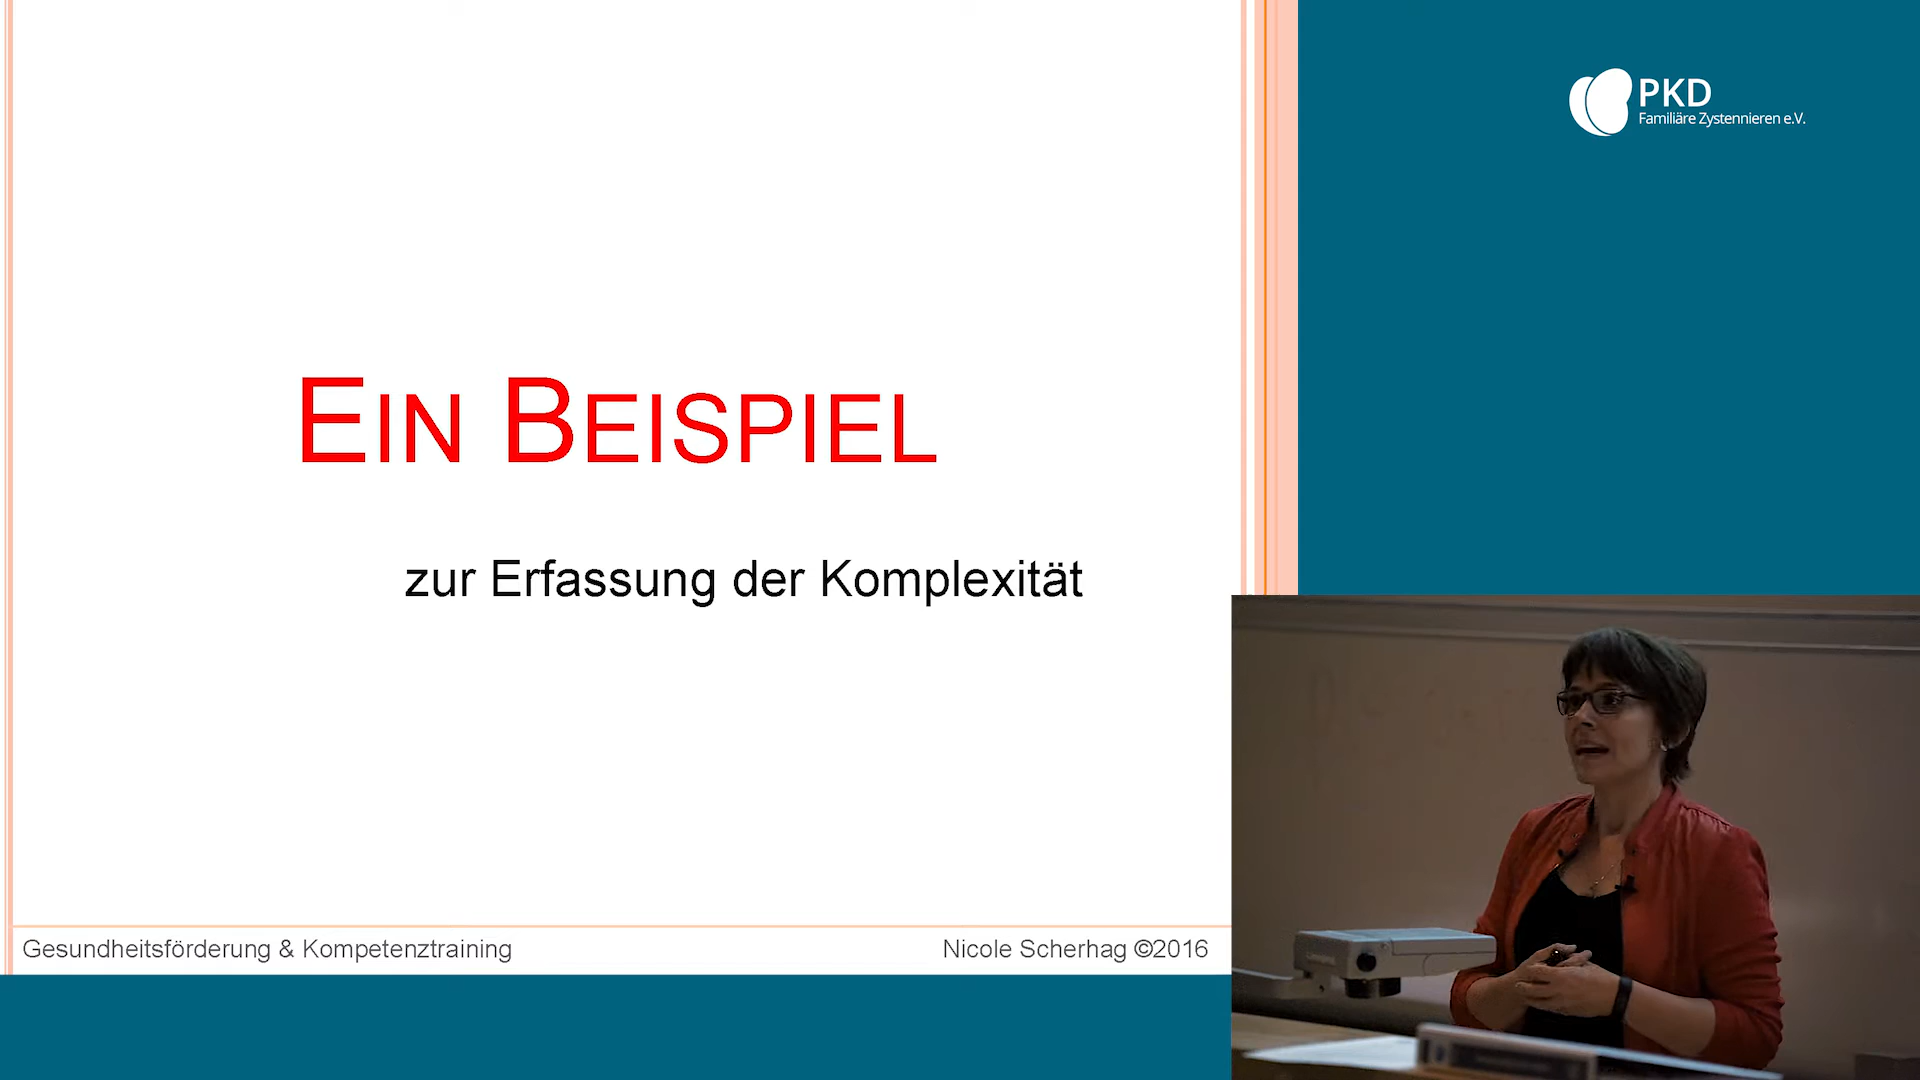 PKD
Familiäre Zystennieren e.V.
EIN BEISPIEL
zur Erfassung der Komplexität
Gesundheitsförderung & Kompetenztraining
Nicole Scherhag ©2016